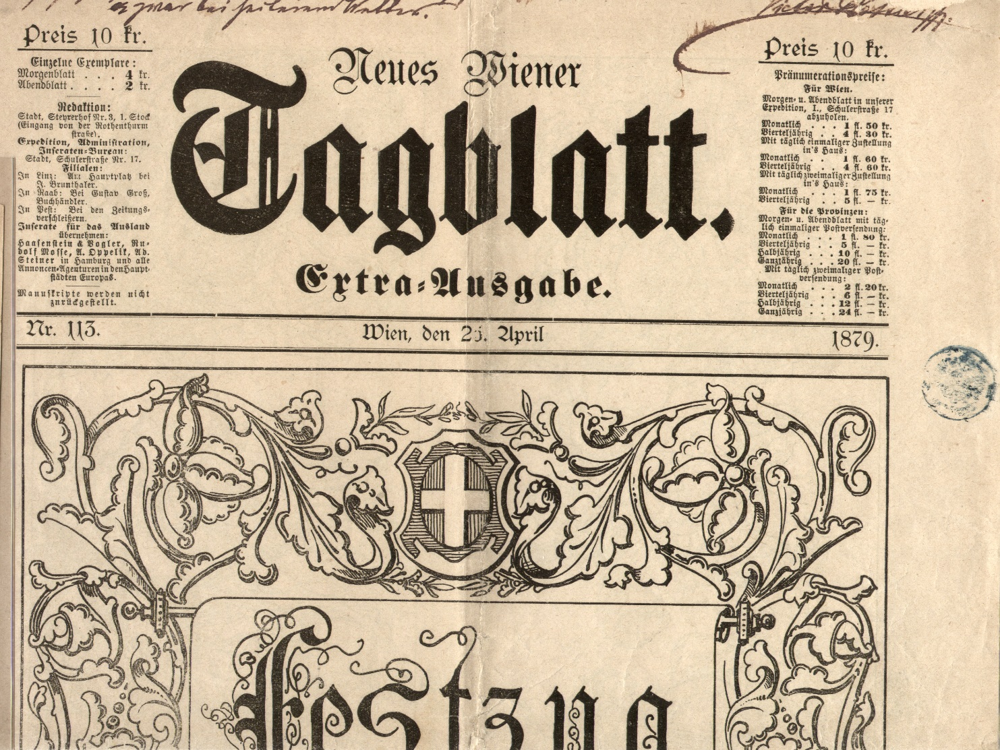 Preis 10 kr.
Einzelne Exemplare:
Morgenblatt . . . 4 kr.
Abendblatt . . . . 2 kr.
Redaktion:
Stadt, Steyrerhof Nr. 3, 1. Stock
(Eingang von der Rothenthurm
straße).
Expedition, Administration,
Inseraten-Bureau:
Stadt, Schulerstraße Nr. 17.
Filialen:
In Linz: Am Hauptplatz bei
J. Brunthaler.
In Raab: Bei Gustav Groß,
Buchhändler.
In Pest: Bei den Zeitungs-
verschleißern.
Inserate für das Ausland
übernehmen:
Haasenstein & Vogler, Ru-
dolf Mosse, A. Oppelik, Ad.
Steiner in Hamburg und alle
Annoncen-Agenturen in den Haupt-
städten Europas.
Manuskripte werden nicht
zurückgestellt.
Neues Wiener
Tagblatt.
Extra-Ausgabe.
Preis 10 kr.
Pränumerationspreise:
Für Wien.
Morgen- u. Abendblatt in unserer
Expedition, I., Schulerstraße 17
abzuholen.
Monatlich . . . 1 fl. 50 kr.
Vierteljährig . . 4 fl. 30 kr.
Mit täglich einmaliger Zustellung
in's Haus:
Monatlich . . 1 fl. 60 kr.
Vierteljährig . . 4 fl. 60 kr.
Mit täglich zweimaliger Zustellung
in's Haus:
Monatlich . . . 1 fl. 75 kr.
Vierteljährig . . 5 fl. — kr.
Für die Provinzen:
Morgen- u. Abendblatt mit täg-
lich einmaliger Postversendung:
Monatlich . . . 1 fl. 80 kr.
Vierteljährig . . . 5 fl. — kr.
Halbjährig . . . 10 fl. — kr.
Ganzjährig . . . 20 fl. — kr.
Mit täglich zweimaliger Post-
versendung:
Monatlich . . . 2 fl. 20 kr.
Vierteljährig . . . 6 fl. — kr.
Halbjährig . . . 12 fl. — kr.
Ganzjährig . . . 24 fl. — kr.
Nr. 113. Wien, den April 1879.
Festzug